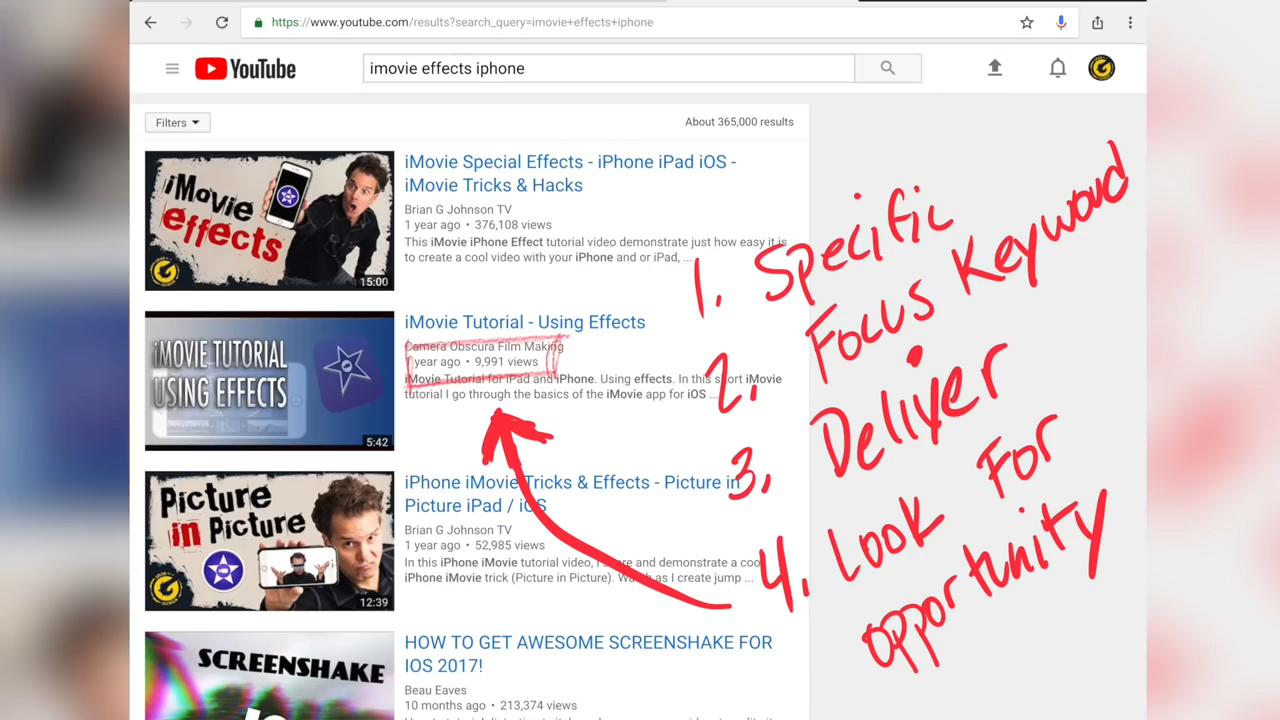 https://www.youtube.com/results?search_query=imovie+effects+iphone
YouTube
imovie effects iphone
Filters
About 365,000 results
iMovie effects
15:00
iMovie Special Effects - iPhone iPad iOS -
iMovie Tricks & Hacks
Brian G Johnson TV
1 year ago • 376,108 views
This iMovie iPhone Effect tutorial video demonstrate just how easy it is
to create a cool video with your iPhone and or iPad, ...
iMOVIE TUTORIAL
USING EFFECTS
5:42
iMovie Tutorial - Using Effects
Camera Obscura Film Making
1 year ago • 9,991 views
iMovie Tutorial for iPad and iPhone. Using effects. In this short iMovie
tutorial I go through the basics of the iMovie app for iOS ...
Picture
in Picture
12:39
iPhone iMovie Tricks & Effects - Picture in
Picture iPad / iOS
Brian G Johnson TV
1 year ago • 52,985 views
In this iPhone iMovie tutorial video, I share and demonstrate a cool
iPhone iMovie trick (Picture in Picture). Watch as I create jump ...
SCREENSHAKE
HOW TO GET AWESOME SCREENSHAKE FOR
IOS 2017!
Beau Eaves
10 months ago • 213,374 views
1. Specific
Focus Keyword
2.
3. Deliver
4. Look For
opportunity